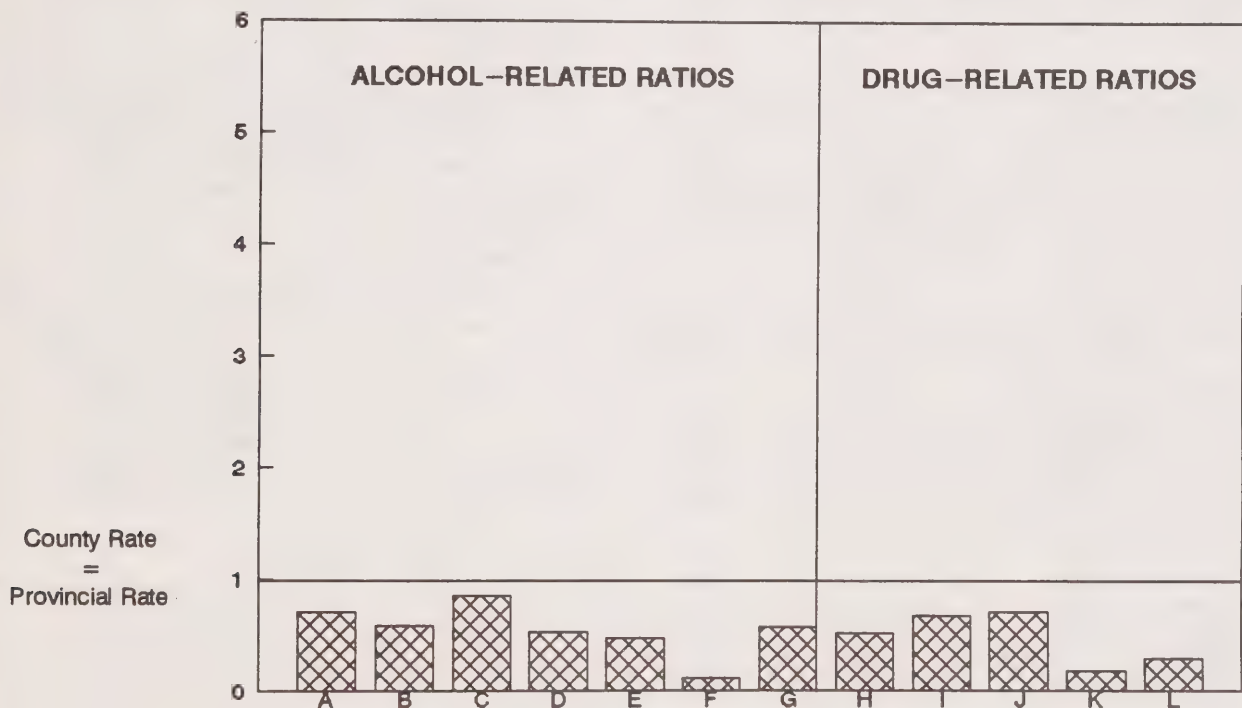 6
ALCOHOL-RELATED RATIOS
DRUG-RELATED RATIOS
5
4
3
2
County Rate
=
Provincial Rate
1
0
A B C D E F G H I J K L